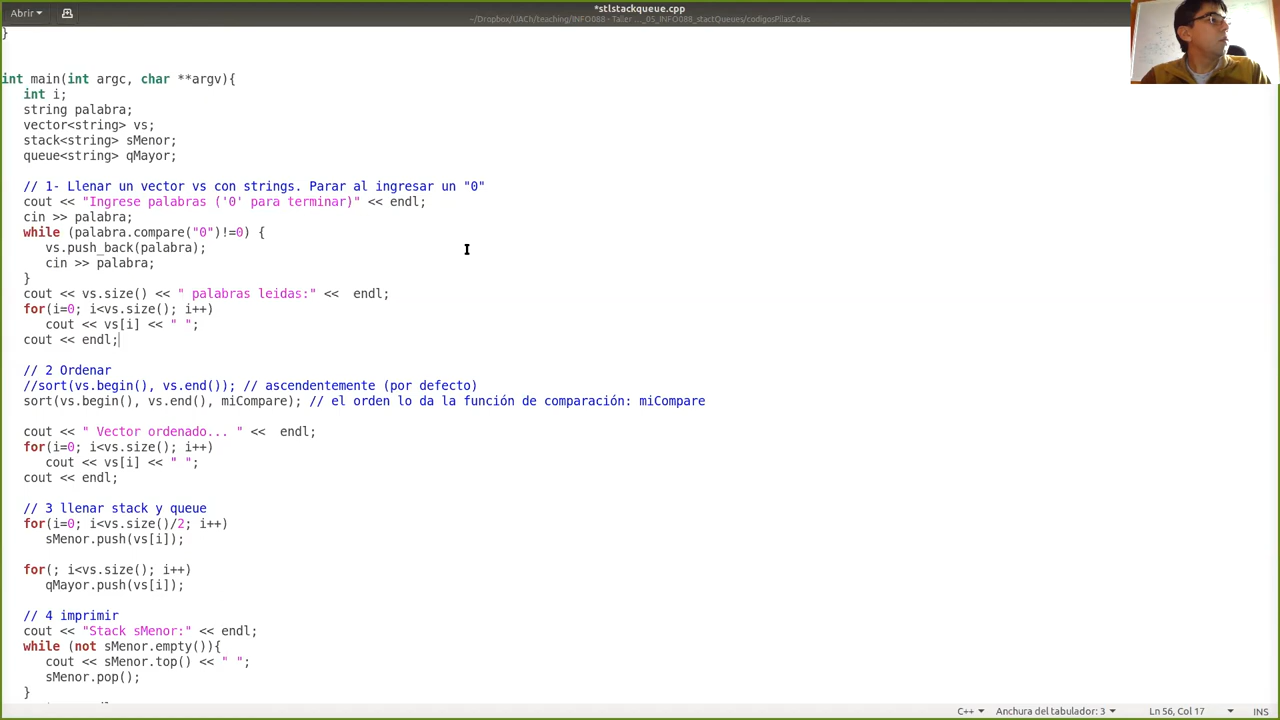 Abrir
*stlstackqueue.cpp
~/Dropbox/UACh/teaching/INFO088 - Taller ..._05_INFO088_stactQueues/codigosPilasColas
}
int main(int argc, char **argv){
int i;
string palabra;
vector<string> vs;
stack<string> sMenor;
queue<string> qMayor;
// 1- Llenar un vector vs con strings. Parar al ingresar un "0"
cout << "Ingrese palabras ('0' para terminar)" << endl;
cin >> palabra;
while (palabra.compare("0")!=0) {
vs.push_back(palabra);
cin >> palabra;
}
cout << vs.size() << " palabras leidas:" <<  endl;
for(i=0; i<vs.size(); i++)
cout << vs[i] << " ";
cout << endl;
// 2 Ordenar
//sort(vs.begin(), vs.end()); // ascendentemente (por defecto)
sort(vs.begin(), vs.end(), miCompare); // el orden lo da la función de comparación: miCompare
cout << " Vector ordenado... " <<  endl;
for(i=0; i<vs.size(); i++)
cout << vs[i] << " ";
cout << endl;
// 3 llenar stack y queue
for(i=0; i<vs.size()/2; i++)
sMenor.push(vs[i]);
for(; i<vs.size(); i++)
qMayor.push(vs[i]);
// 4 imprimir
cout << "Stack sMenor:" << endl;
while (not sMenor.empty()){
cout << sMenor.top() << " ";
sMenor.pop();
}
C++
Anchura del tabulador: 3
Ln 56, Col 17
INS